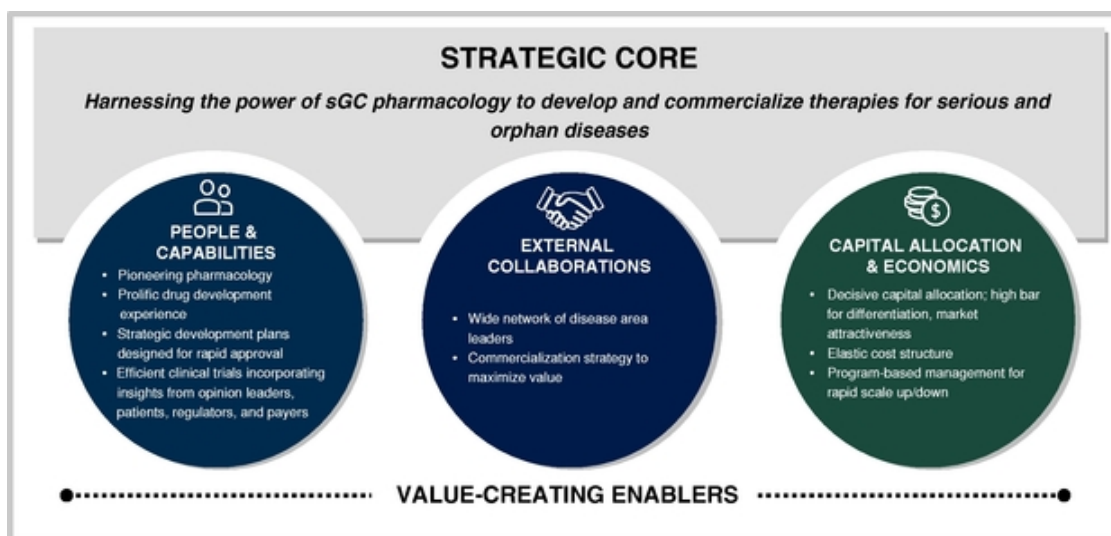 STRATEGIC CORE
Harnessing the power of sGC pharmacology to develop and commercialize therapies for serious and
orphan diseases
PEOPLE &
CAPABILITIES
• Pioneering pharmacology
• Prolific drug development
experience
• Strategic development plans
designed for rapid approval
• Efficient clinical trials incorporating
insights from opinion leaders,
patients, regulators, and payers
EXTERNAL
COLLABORATIONS
• Wide network of disease area
leaders
• Commercialization strategy to
maximize value
$
CAPITAL ALLOCATION
& ECONOMICS
• Decisive capital allocation; high bar
for differentiation, market
attractiveness
• Elastic cost structure
• Program-based management for
rapid scale up/down
VALUE-CREATING ENABLERS